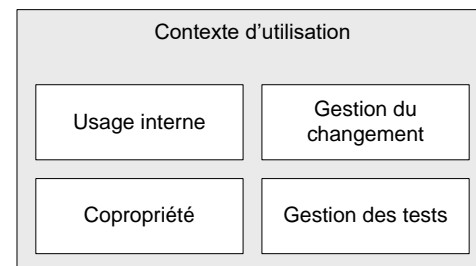 Contexte d’utilisation
Usage interne
Gestion du
changement
Copropriété
Gestion des tests